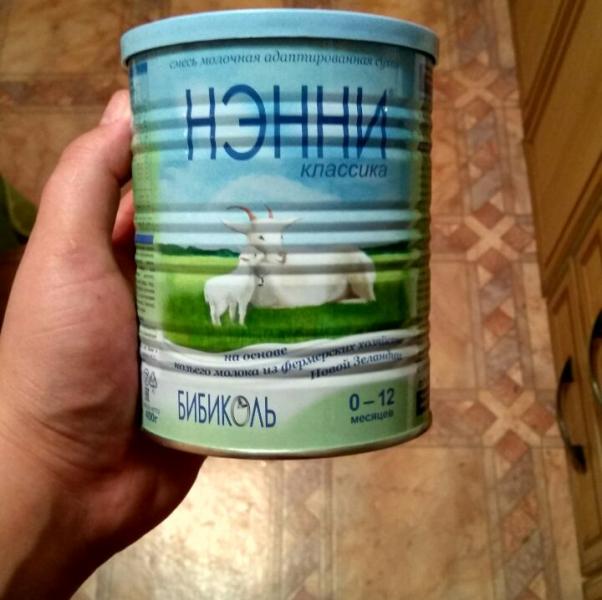 смесь молочная адаптированная сухая
НЭННИ
классика
на основе
козьего молока из фермерских хозяйств
Новой Зеландии
БИБИКОЛЬ
0–12
месяцев
400г